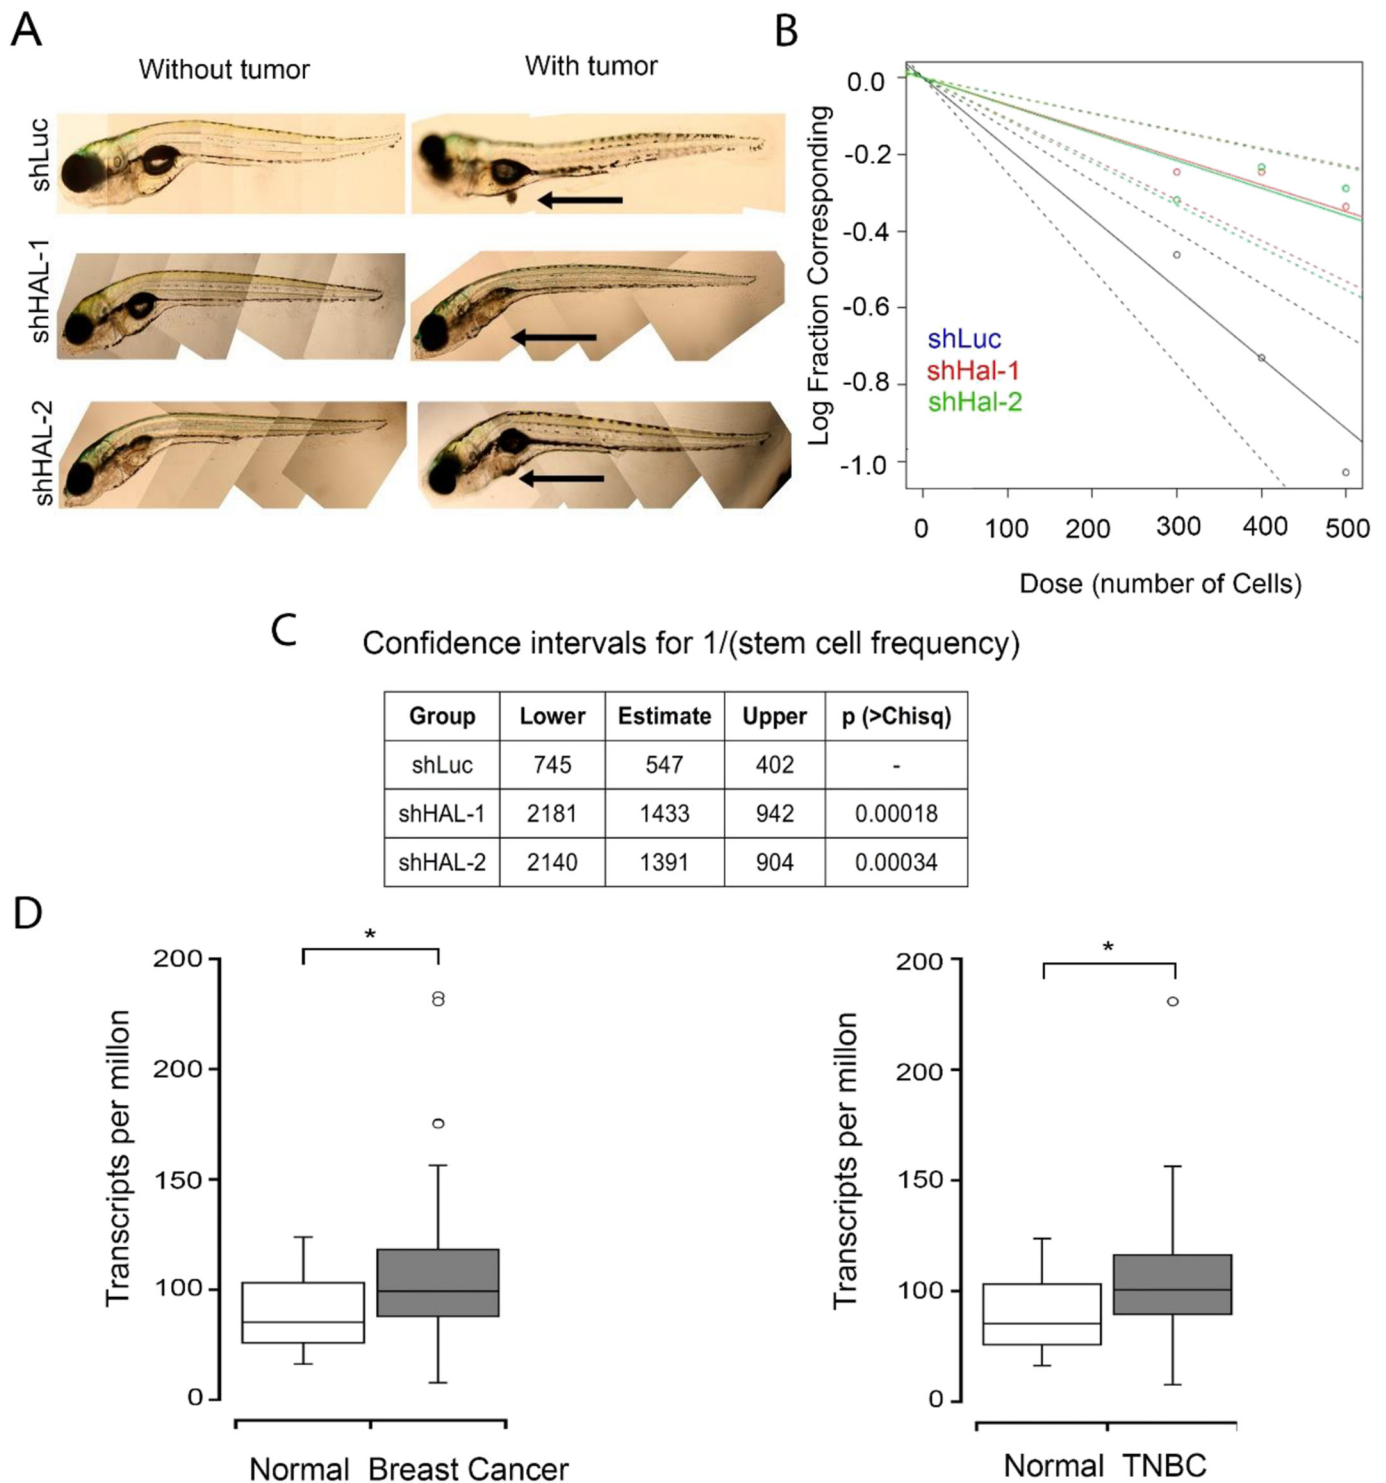 A
Without tumor
With tumor
shLuc
shHAL-1
shHAL-2
B
Log Fraction Corresponding
0.0
-0.2
-0.4
-0.6
-0.8
-1.0
shLuc
shHal-1
shHal-2
0 100 200 300 400 500
Dose (number of Cells)
C
Confidence intervals for 1/(stem cell frequency)
Group Lower Estimate Upper p (>Chisq)
shLuc 745 547 402 -
shHAL-1 2181 1433 942 0.00018
shHAL-2 2140 1391 904 0.00034
D
Transcripts per millon
200
200
150
100
0
*
Normal Breast Cancer
Transcripts per millon
200
200
150
100
0
*
Normal TNBC